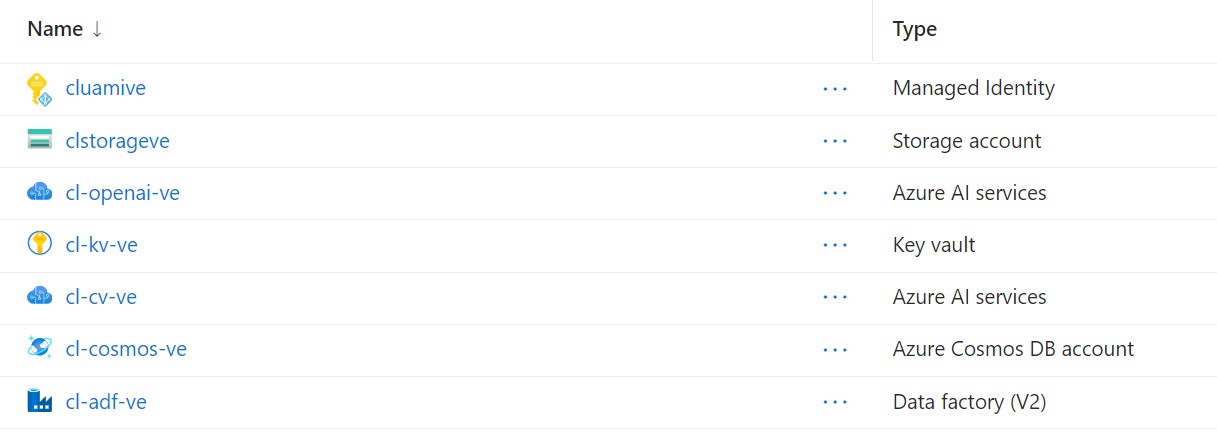 Name ↓ Type
cluamive ··· Managed Identity
clstorageve ··· Storage account
cl-openai-ve ··· Azure AI services
cl-kv-ve ··· Key vault
cl-cv-ve ··· Azure AI services
cl-cosmos-ve ··· Azure Cosmos DB account
cl-adf-ve ··· Data factory (V2)